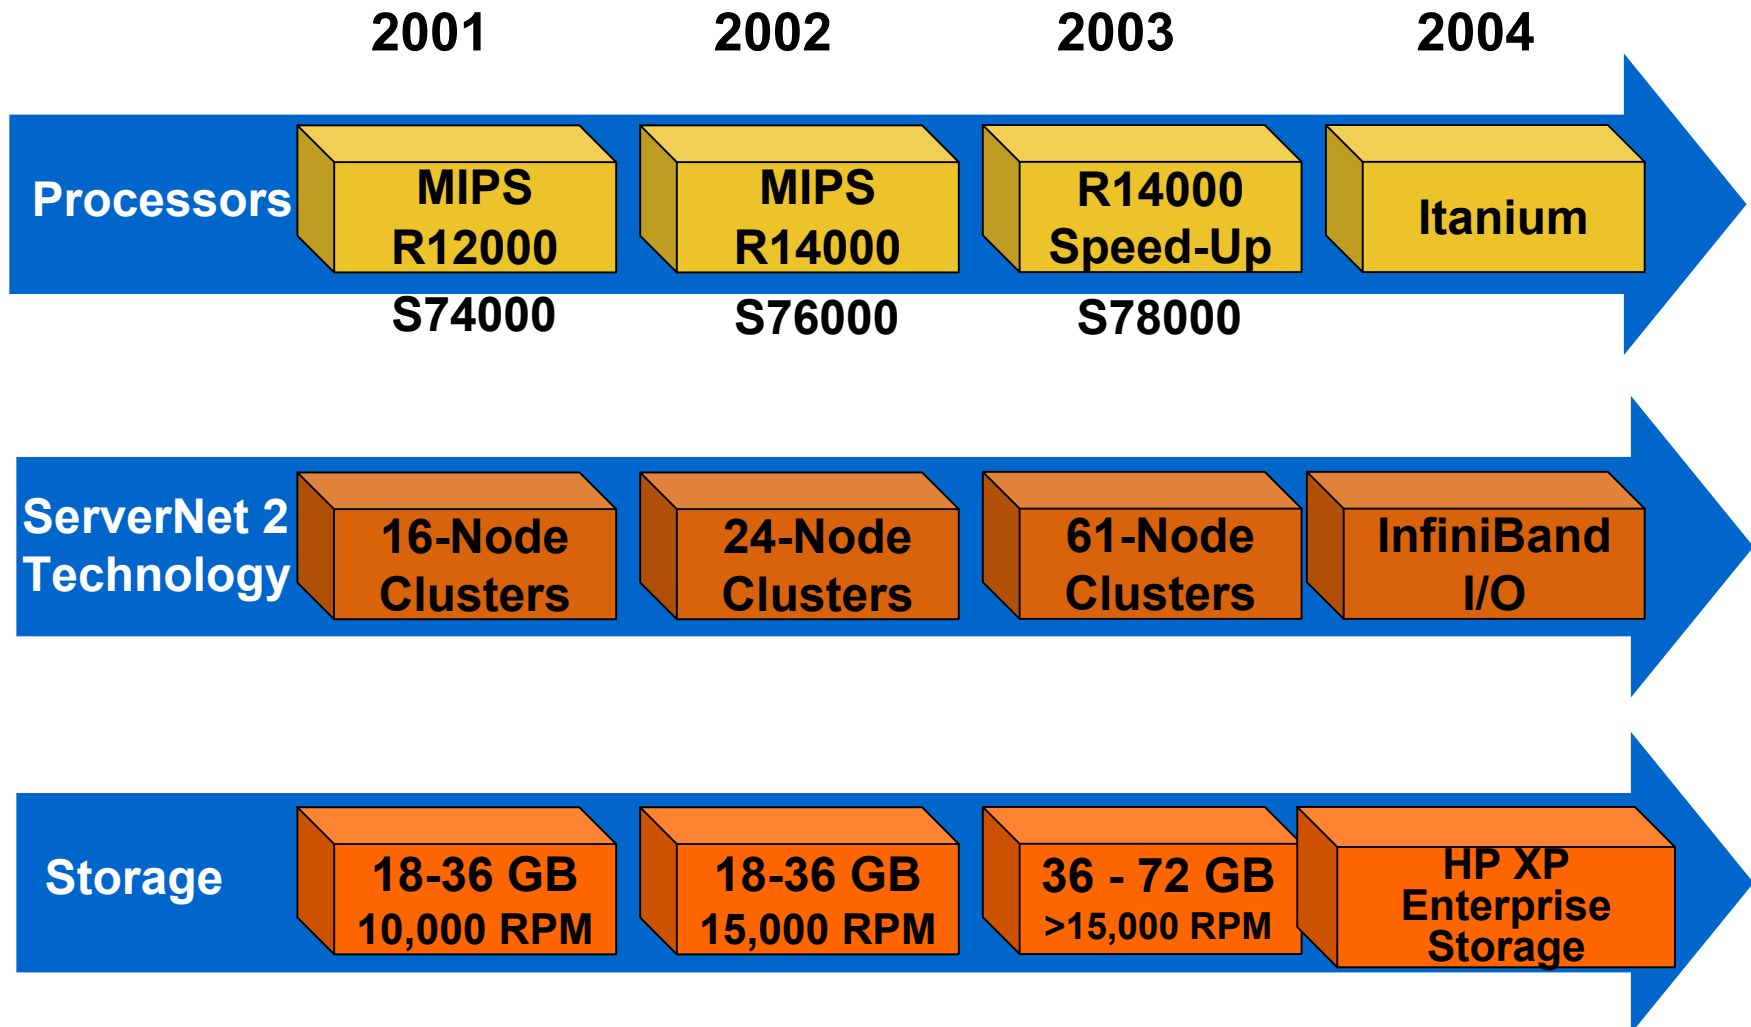 2001 2002 2003 2004
Processors
MIPS
R12000
MIPS
R14000
R14000
Speed-Up
Itanium
S74000 S76000 S78000
ServerNet 2
Technology
16-Node
Clusters
24-Node
Clusters
61-Node
Clusters
InfiniBand
I/O
Storage
18-36 GB
10,000 RPM
18-36 GB
15,000 RPM
36 - 72 GB
>15,000 RPM
HP XP
Enterprise
Storage